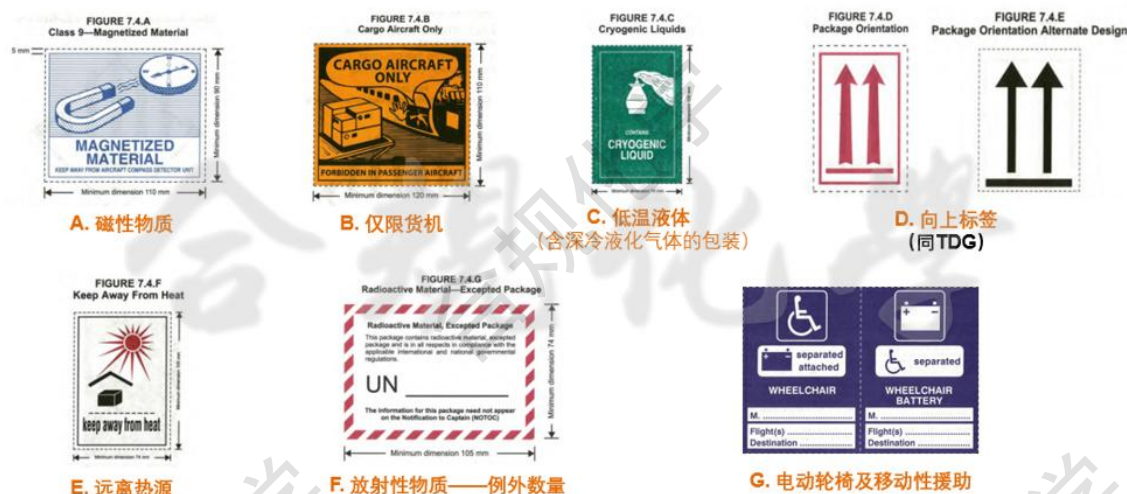 FIGURE 7.4.A
Class 9—Magnetized Material
5 mm
MAGNETIZED
MATERIAL
KEEP AWAY FROM AIRCRAFT COMPASS DETECTOR UNIT
Minimum dimension 90 mm
Minimum dimension 110 mm
A. 磁性物质
FIGURE 7.4.B
Cargo Aircraft Only
CARGO AIRCRAFT
ONLY
FORBIDDEN IN PASSENGER AIRCRAFT
Minimum dimension 110 mm
Minimum dimension 120 mm
B. 仅限货机
FIGURE 7.4.C
Cryogenic Liquids
CONTAINS
CRYOGENIC
LIQUID
C. 低温液体
(含深冷液化气体的包装)
FIGURE 7.4.D
Package Orientation
FIGURE 7.4.E
Package Orientation Alternate Design
D. 向上标签
(同TDG)
FIGURE 7.4.F
Keep Away From Heat
keep away from heat
Minimum dimension 74 mm
E. 远离热源
FIGURE 7.4.G
Radioactive Material—Excepted Package
Radioactive Material, Excepted Package
This package contains radioactive material, excepted
package and is in all respects in compliance with the
applicable international and national governmental
regulations.
UN
The information for this package need not appear
on the Notification to Captain (NOTOC)
Minimum dimension 74 mm
Minimum dimension 105 mm
F. 放射性物质——例外数量
separated
attached
WHEELCHAIR
M. ....................
Flight(s) ....................
Destination ....................
separated
WHEELCHAIR
BATTERY
M. ....................
Flight(s) ....................
Destination ....................
G. 电动轮椅及移动性援助
合规化学